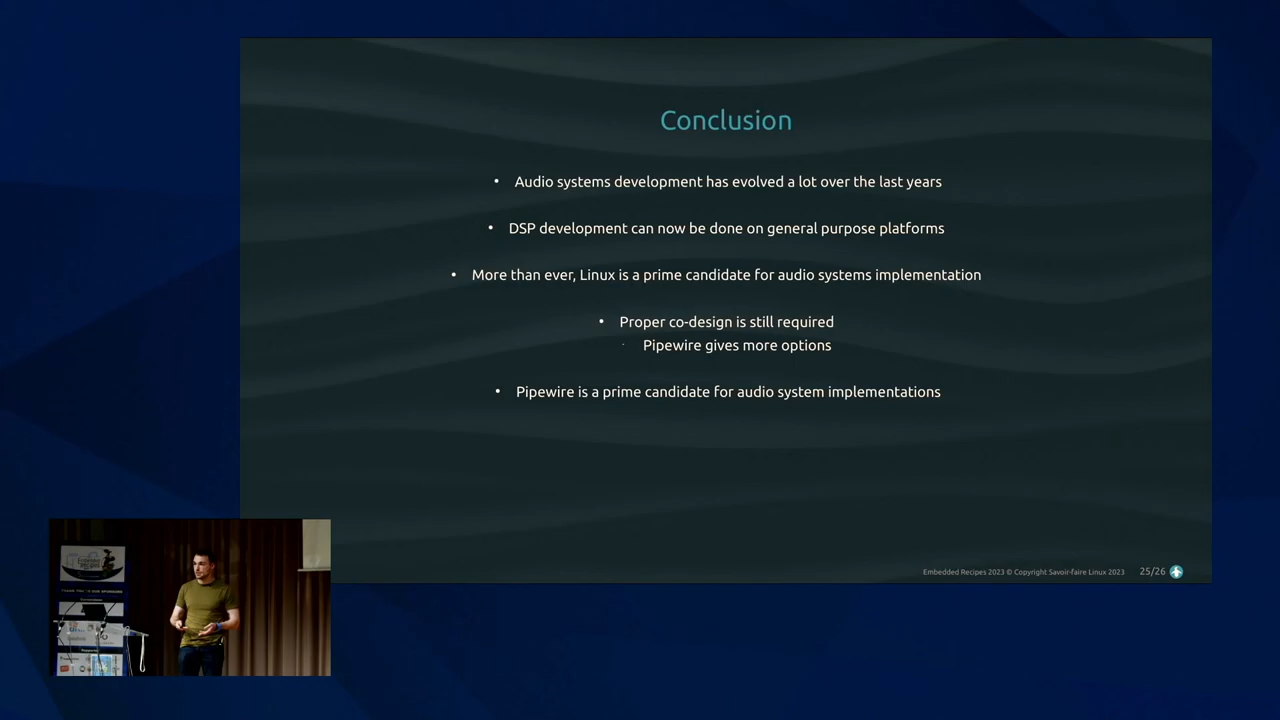 Conclusion
• Audio systems development has evolved a lot over the last years
• DSP development can now be done on general purpose platforms
• More than ever, Linux is a prime candidate for audio systems implementation
• Proper co-design is still required
· Pipewire gives more options
• Pipewire is a prime candidate for audio system implementations
Embedded Recipes 2023 © Copyright Savoir-faire Linux 2023 25/26
Embedded
Recipes